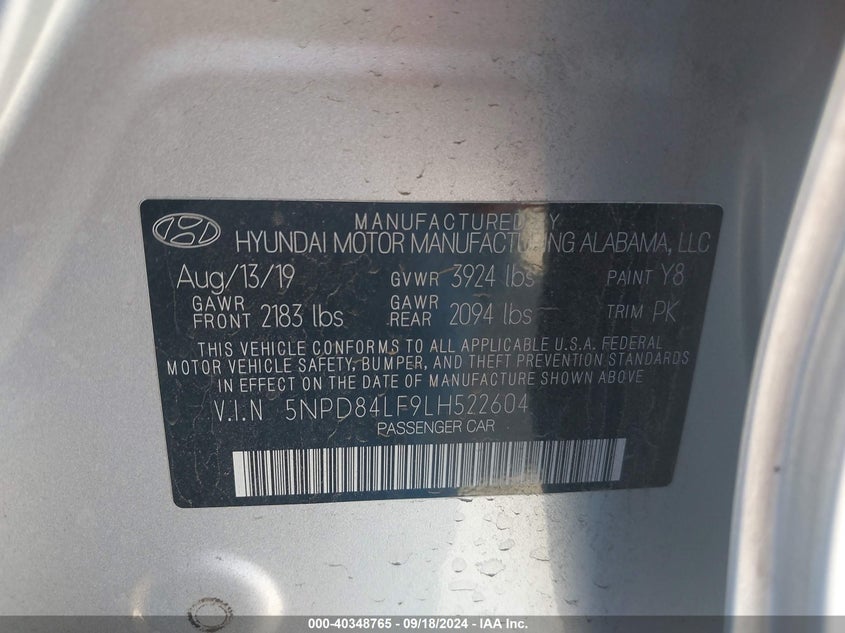 MANUFACTURED BY
HYUNDAI MOTOR MANUFACTURING ALABAMA, LLC
Aug/13/19 GVWR 3924 lbs PAINT Y8
GAWR FRONT 2183 lbs GAWR REAR 2094 lbs TRIM PK
THIS VEHICLE CONFORMS TO ALL APPLICABLE U.S.A. FEDERAL
MOTOR VEHICLE SAFETY, BUMPER, AND THEFT PREVENTION STANDARDS
IN EFFECT ON THE DATE OF MANUFACTURE SHOWN ABOVE
V.I.N 5NPD84LF9LH522604
PASSENGER CAR
000-40348765 - 09/18/2024 - IAA Inc.